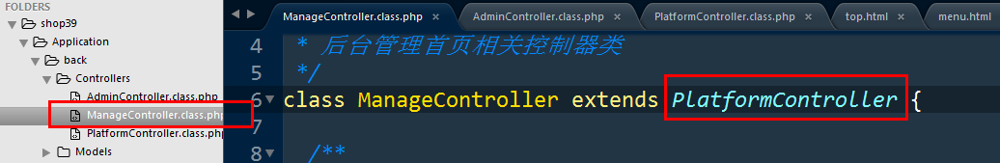 FOLDERS
shop39
Application
back
Controllers
AdminController.class.php
ManageController.class.php
PlatformController.class.php
Models
ManageController.class.php ×
AdminController.class.php ×
PlatformController.class.php ×
top.html ×
menu.html
4 * 后台管理首页相关控制器类
5 */
6 class ManageController extends PlatformController {
7
8 /**